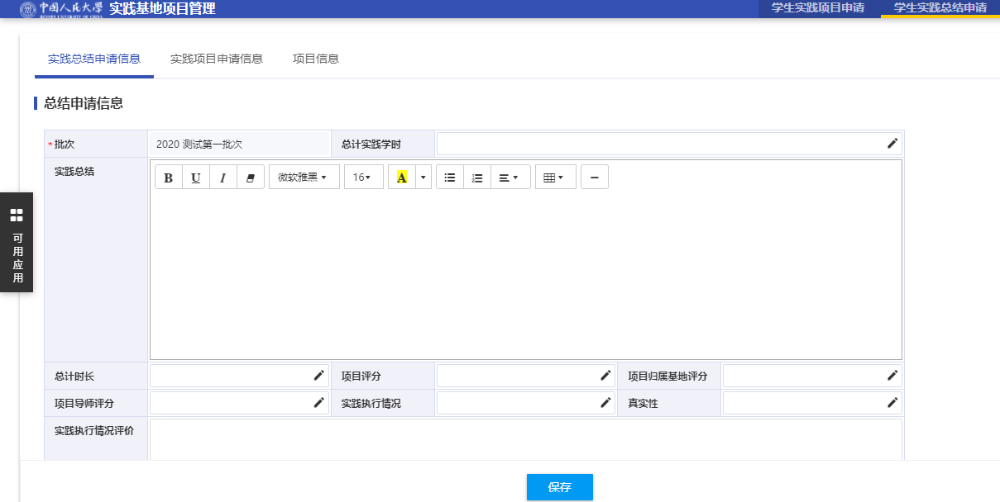 中国人民大学 实践基地项目管理 学生实践项目申请 学生实践总结申请
RENMIN UNIVERSITY OF CHINA
实践总结申请信息 实践项目申请信息 项目信息
总结申请信息
*批次 2020 测试第一批次 总计实践学时
实践总结
B U I 微软雅黑 16 A
可用应用
总计时长 项目评分 项目归属基地评分
项目导师评分 实践执行情况 真实性
实践执行情况评价
保存